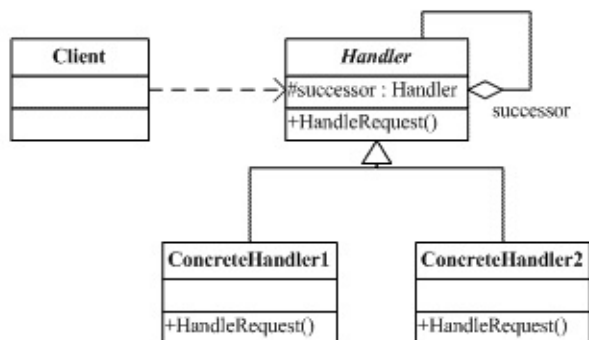 Client
Handler
#successor : Handler
+HandleRequest()
successor
ConcreteHandler1
+HandleRequest()
ConcreteHandler2
+HandleRequest()